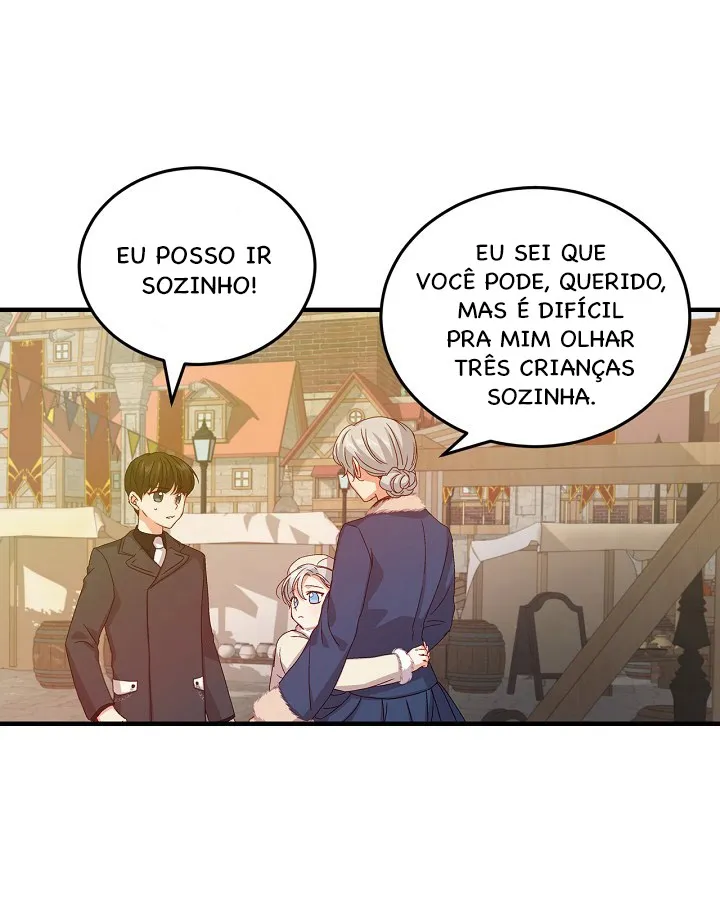 EU POSSO IR
SOZINHO!
EU SEI QUE
VOCÊ PODE, QUERIDO,
MAS É DIFÍCIL
PRA MIM OLHAR
TRÊS CRIANÇAS
SOZINHA.